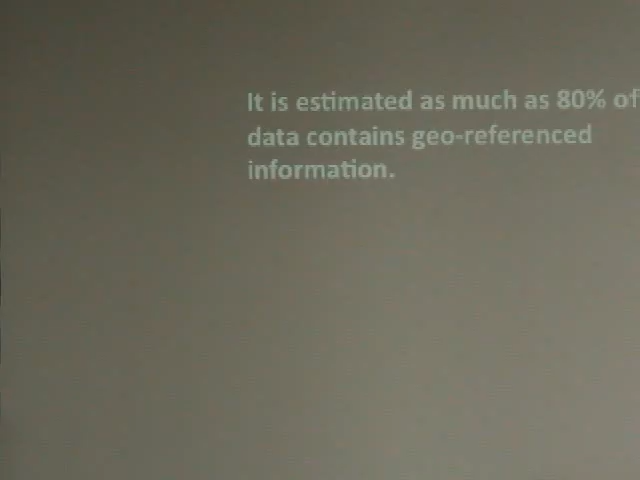 It is estimated as much as 80% of
data contains geo-referenced
information.